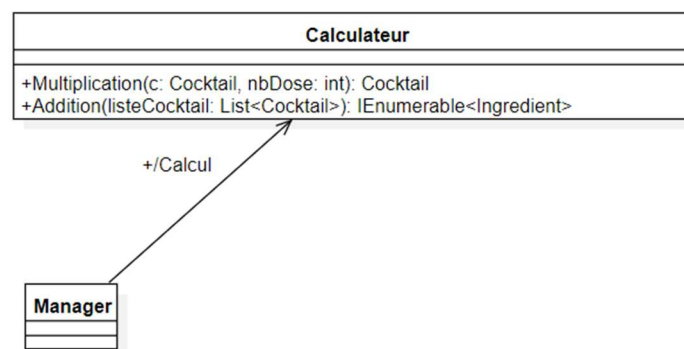 Calculateur
+Multiplication(c: Cocktail, nbDose: int): Cocktail
+Addition(listeCocktail: List<Cocktail>): IEnumerable<Ingredient>
+/Calcul
Manager